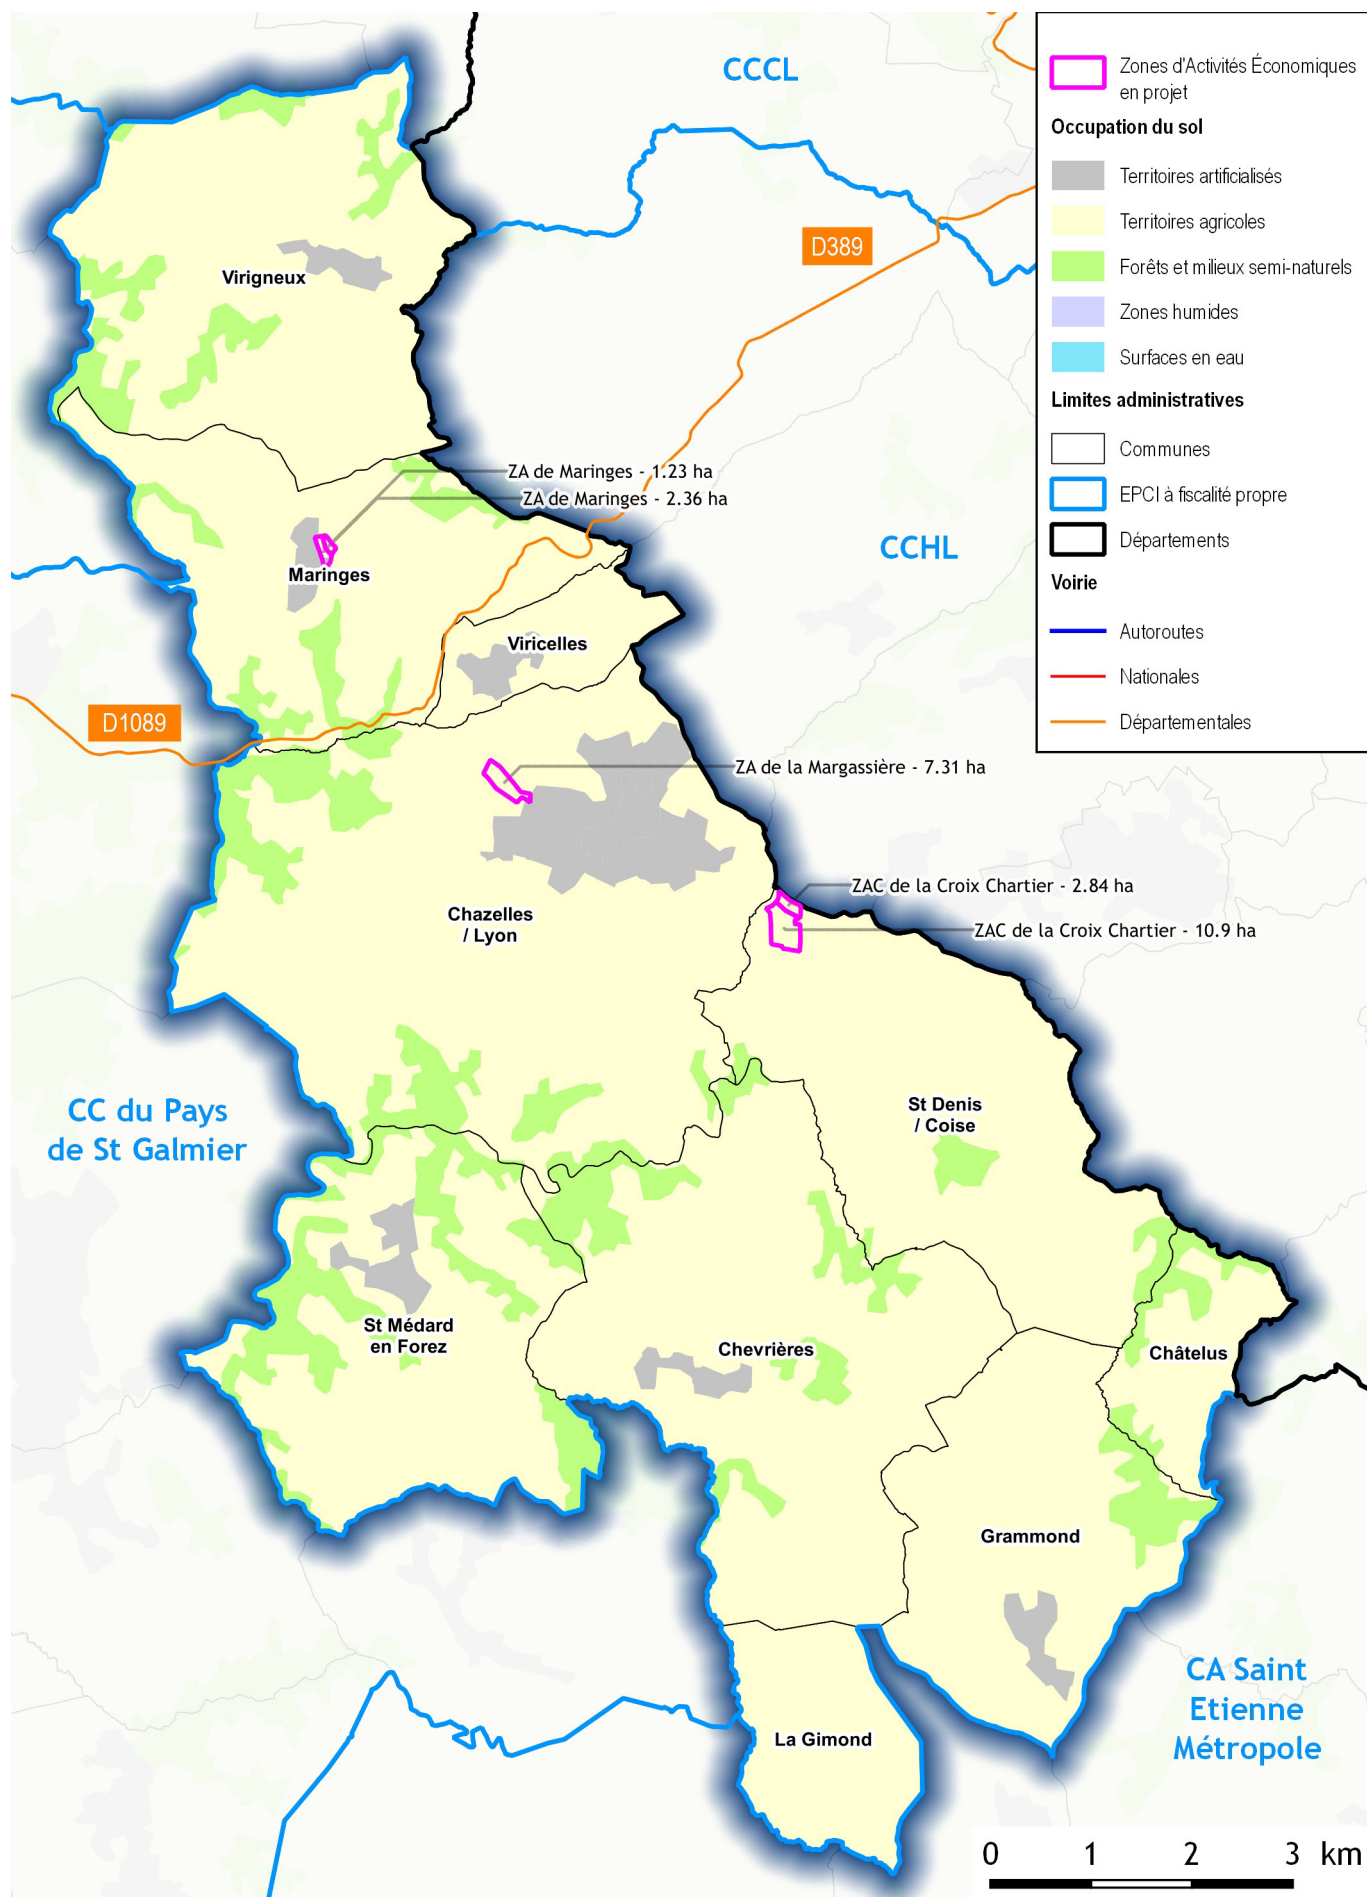 CCCL
Zones d'Activités Économiques
en projet
Occupation du sol
Territoires artificialisés
Territoires agricoles
Forêts et milieux semi-naturels
Zones humides
Surfaces en eau
Limites administratives
Communes
EPCI à fiscalité propre
Départements
Voirie
Autoroutes
Nationales
Départementales
D389
Virigneux
ZA de Maringes - 1.23 ha
ZA de Maringes - 2.36 ha
CCHL
Maringes
Viricelles
D1089
ZA de la Margassière - 7.31 ha
ZAC de la Croix Chartier - 2.84 ha
ZAC de la Croix Chartier - 10.9 ha
Chazelles
/ Lyon
CC du Pays
de St Galmier
St Denis
/ Coise
St Médard
en Forez
Chevrières
Châtelus
Grammond
CA Saint
Etienne
Métropole
La Gimond
0 1 2 3 km